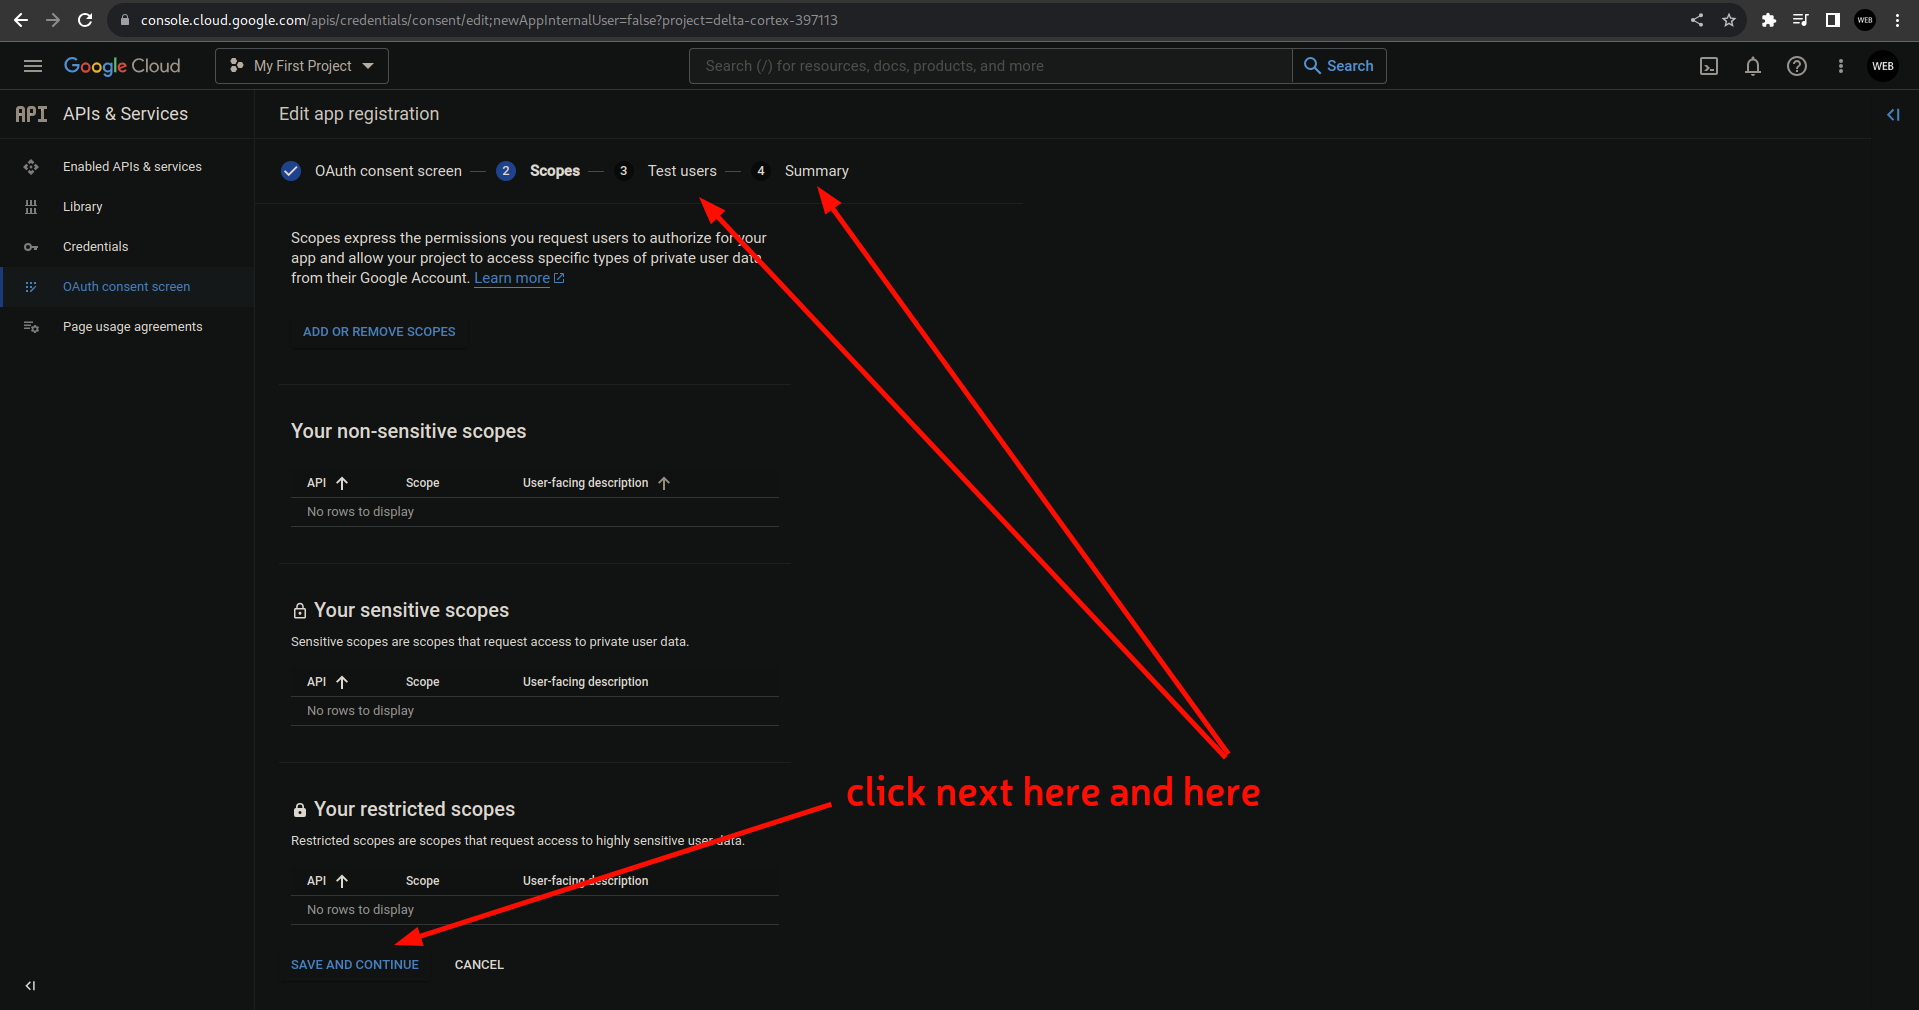 console.cloud.google.com/apis/credentials/consent/edit;newAppInternalUser=false?project=delta-cortex-397113
WEB
Google Cloud
My First Project
Search (/) for resources, docs, products, and more
Search
WEB
API APIs & Services
Edit app registration
Enabled APIs & services
Library
Credentials
OAuth consent screen
Page usage agreements
OAuth consent screen — 2 Scopes — 3 Test users — 4 Summary
Scopes express the permissions you request users to authorize for your
app and allow your project to access specific types of private user data
from their Google Account. Learn more
ADD OR REMOVE SCOPES
Your non-sensitive scopes
API Scope User-facing description
No rows to display
Your sensitive scopes
Sensitive scopes are scopes that request access to private user data.
API Scope User-facing description
No rows to display
click next here and here
Your restricted scopes
Restricted scopes are scopes that request access to highly sensitive user data.
API Scope User-facing description
No rows to display
SAVE AND CONTINUE CANCEL